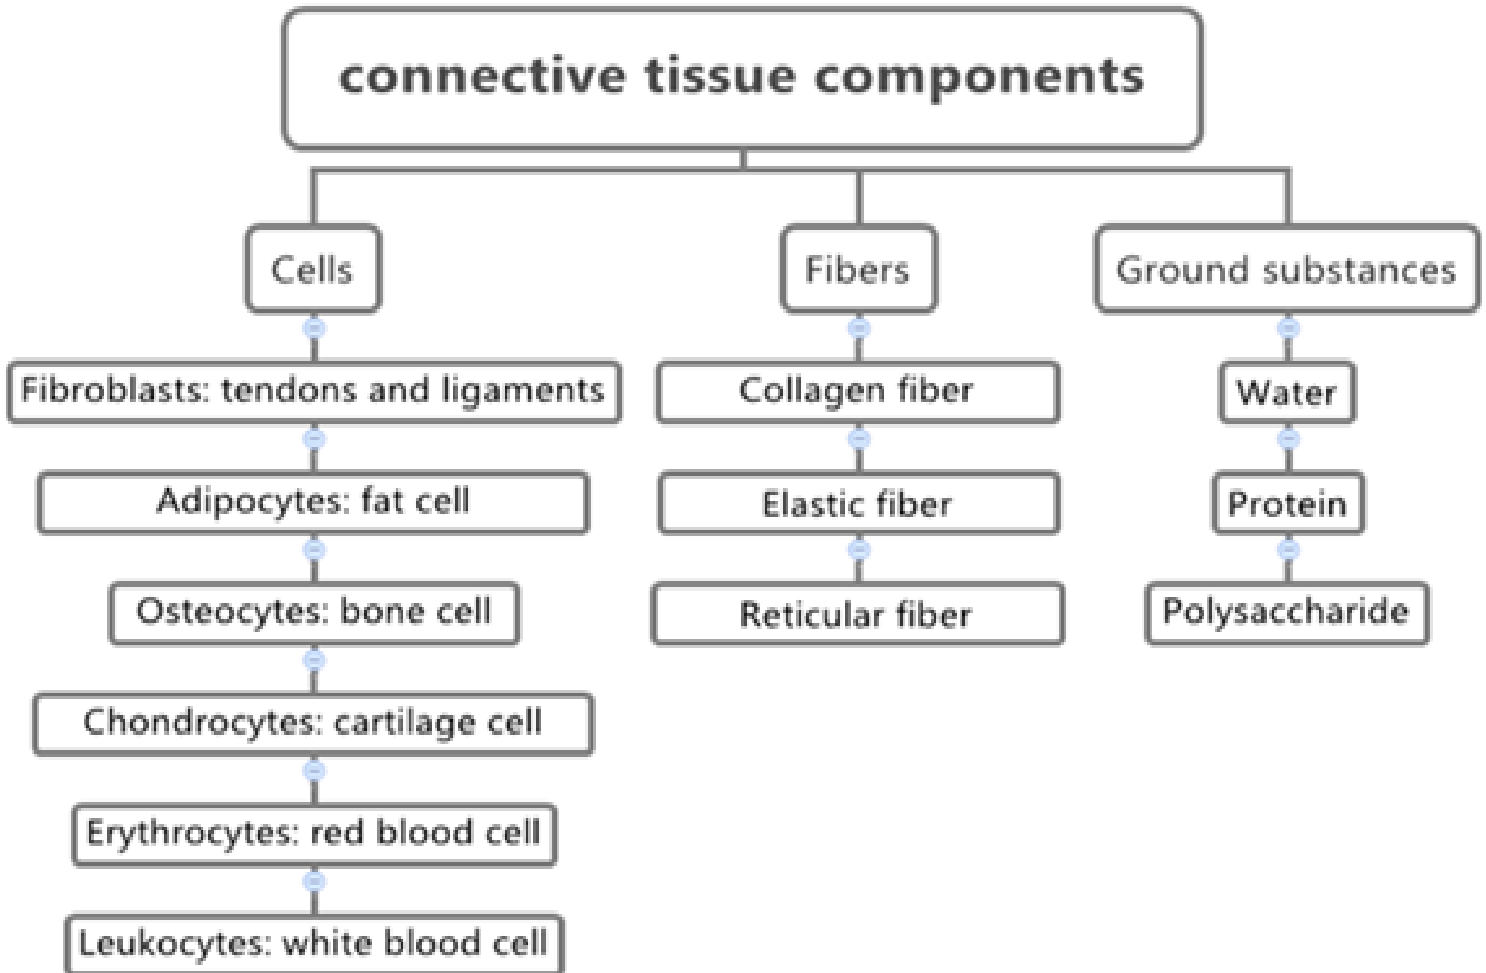 connective tissue components
Cells
Fibers
Ground substances
Fibroblasts: tendons and ligaments
Collagen fiber
Water
Adipocytes: fat cell
Elastic fiber
Protein
Osteocytes: bone cell
Reticular fiber
Polysaccharide
Chondrocytes: cartilage cell
Erythrocytes: red blood cell
Leukocytes: white blood cell